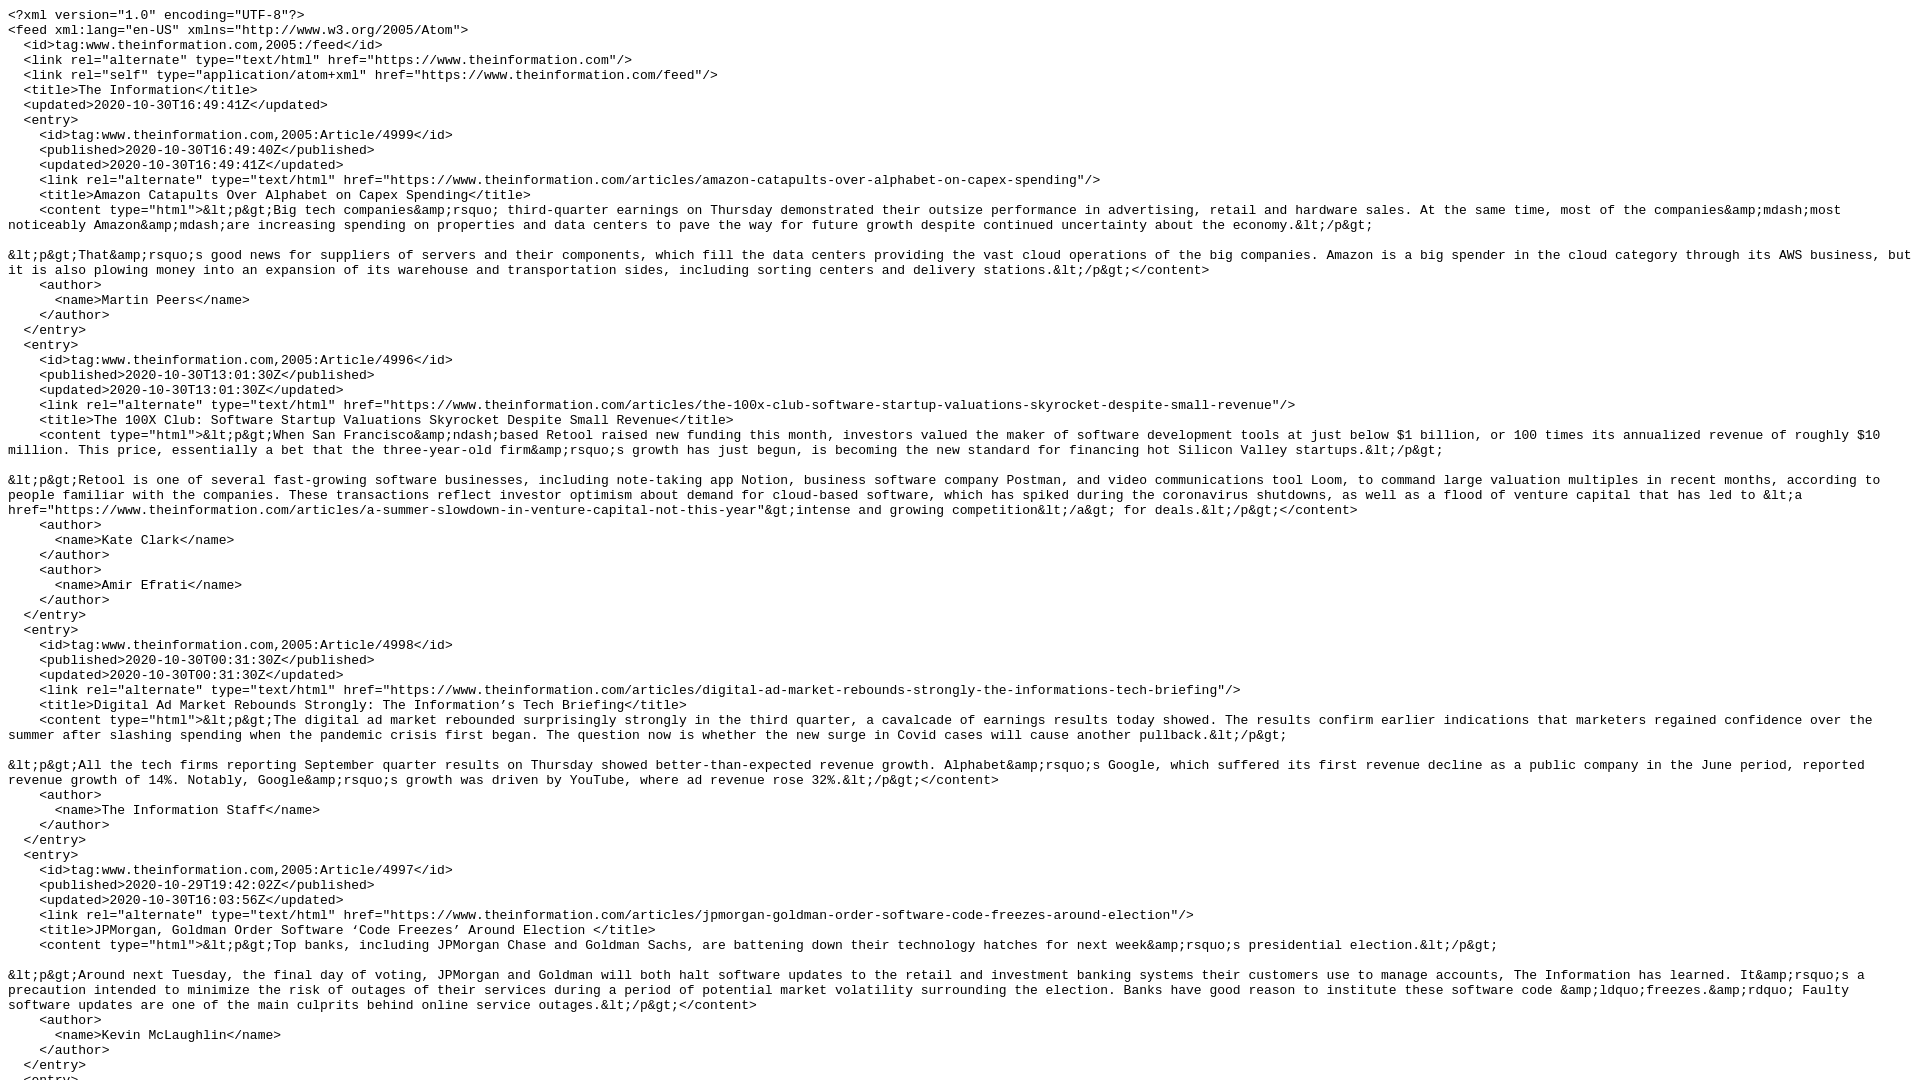 <?xml version="1.0" encoding="UTF-8"?>
<feed xml:lang="en-US" xmlns="http://www.w3.org/2005/Atom">
  <id>tag:www.theinformation.com,2005:/feed</id>
  <link rel="alternate" type="text/html" href="https://www.theinformation.com"/>
  <link rel="self" type="application/atom+xml" href="https://www.theinformation.com/feed"/>
  <title>The Information</title>
  <updated>2020-10-30T16:49:41Z</updated>
  <entry>
    <id>tag:www.theinformation.com,2005:Article/4999</id>
    <published>2020-10-30T16:49:40Z</published>
    <updated>2020-10-30T16:49:41Z</updated>
    <link rel="alternate" type="text/html" href="https://www.theinformation.com/articles/amazon-catapults-over-alphabet-on-capex-spending"/>
    <title>Amazon Catapults Over Alphabet on Capex Spending</title>
    <content type="html">&lt;p&gt;Big tech companies&amp;rsquo; third-quarter earnings on Thursday demonstrated their outsize performance in advertising, retail and hardware sales. At the same time, most of the companies&amp;mdash;most
noticeably Amazon&amp;mdash;are increasing spending on properties and data centers to pave the way for future growth despite continued uncertainty about the economy.&lt;/p&gt;

&lt;p&gt;That&amp;rsquo;s good news for suppliers of servers and their components, which fill the data centers providing the vast cloud operations of the big companies. Amazon is a big spender in the cloud category through its AWS business, but
it is also plowing money into an expansion of its warehouse and transportation sides, including sorting centers and delivery stations.&lt;/p&gt;</content>
    <author>
      <name>Martin Peers</name>
    </author>
  </entry>
  <entry>
    <id>tag:www.theinformation.com,2005:Article/4996</id>
    <published>2020-10-30T13:01:30Z</published>
    <updated>2020-10-30T13:01:30Z</updated>
    <link rel="alternate" type="text/html" href="https://www.theinformation.com/articles/the-100x-club-software-startup-valuations-skyrocket-despite-small-revenue"/>
    <title>The 100X Club: Software Startup Valuations Skyrocket Despite Small Revenue</title>
    <content type="html">&lt;p&gt;When San Francisco&amp;ndash;based Retool raised new funding this month, investors valued the maker of software development tools at just below $1 billion, or 100 times its annualized revenue of roughly $10
million. This price, essentially a bet that the three-year-old firm&amp;rsquo;s growth has just begun, is becoming the new standard for financing hot Silicon Valley startups.&lt;/p&gt;

&lt;p&gt;Retool is one of several fast-growing software businesses, including note-taking app Notion, business software company Postman, and video communications tool Loom, to command large valuation multiples in recent months, according to
people familiar with the companies. These transactions reflect investor optimism about demand for cloud-based software, which has spiked during the coronavirus shutdowns, as well as a flood of venture capital that has led to &lt;a
href="https://www.theinformation.com/articles/a-summer-slowdown-in-venture-capital-not-this-year"&gt;intense and growing competition&lt;/a&gt; for deals.&lt;/p&gt;</content>
    <author>
      <name>Kate Clark</name>
    </author>
    <author>
      <name>Amir Efrati</name>
    </author>
  </entry>
  <entry>
    <id>tag:www.theinformation.com,2005:Article/4998</id>
    <published>2020-10-30T00:31:30Z</published>
    <updated>2020-10-30T00:31:30Z</updated>
    <link rel="alternate" type="text/html" href="https://www.theinformation.com/articles/digital-ad-market-rebounds-strongly-the-informations-tech-briefing"/>
    <title>Digital Ad Market Rebounds Strongly: The Information’s Tech Briefing</title>
    <content type="html">&lt;p&gt;The digital ad market rebounded surprisingly strongly in the third quarter, a cavalcade of earnings results today showed. The results confirm earlier indications that marketers regained confidence over the
summer after slashing spending when the pandemic crisis first began. The question now is whether the new surge in Covid cases will cause another pullback.&lt;/p&gt;

&lt;p&gt;All the tech firms reporting September quarter results on Thursday showed better-than-expected revenue growth. Alphabet&amp;rsquo;s Google, which suffered its first revenue decline as a public company in the June period, reported
revenue growth of 14%. Notably, Google&amp;rsquo;s growth was driven by YouTube, where ad revenue rose 32%.&lt;/p&gt;</content>
    <author>
      <name>The Information Staff</name>
    </author>
  </entry>
  <entry>
    <id>tag:www.theinformation.com,2005:Article/4997</id>
    <published>2020-10-29T19:42:02Z</published>
    <updated>2020-10-30T16:03:56Z</updated>
    <link rel="alternate" type="text/html" href="https://www.theinformation.com/articles/jpmorgan-goldman-order-software-code-freezes-around-election"/>
    <title>JPMorgan, Goldman Order Software ‘Code Freezes’ Around Election </title>
    <content type="html">&lt;p&gt;Top banks, including JPMorgan Chase and Goldman Sachs, are battening down their technology hatches for next week&amp;rsquo;s presidential election.&lt;/p&gt;

&lt;p&gt;Around next Tuesday, the final day of voting, JPMorgan and Goldman will both halt software updates to the retail and investment banking systems their customers use to manage accounts, The Information has learned. It&amp;rsquo;s a
precaution intended to minimize the risk of outages of their services during a period of potential market volatility surrounding the election. Banks have good reason to institute these software code &amp;ldquo;freezes.&amp;rdquo; Faulty
software updates are one of the main culprits behind online service outages.&lt;/p&gt;</content>
    <author>
      <name>Kevin McLaughlin</name>
    </author>
  </entry>
  <entry>